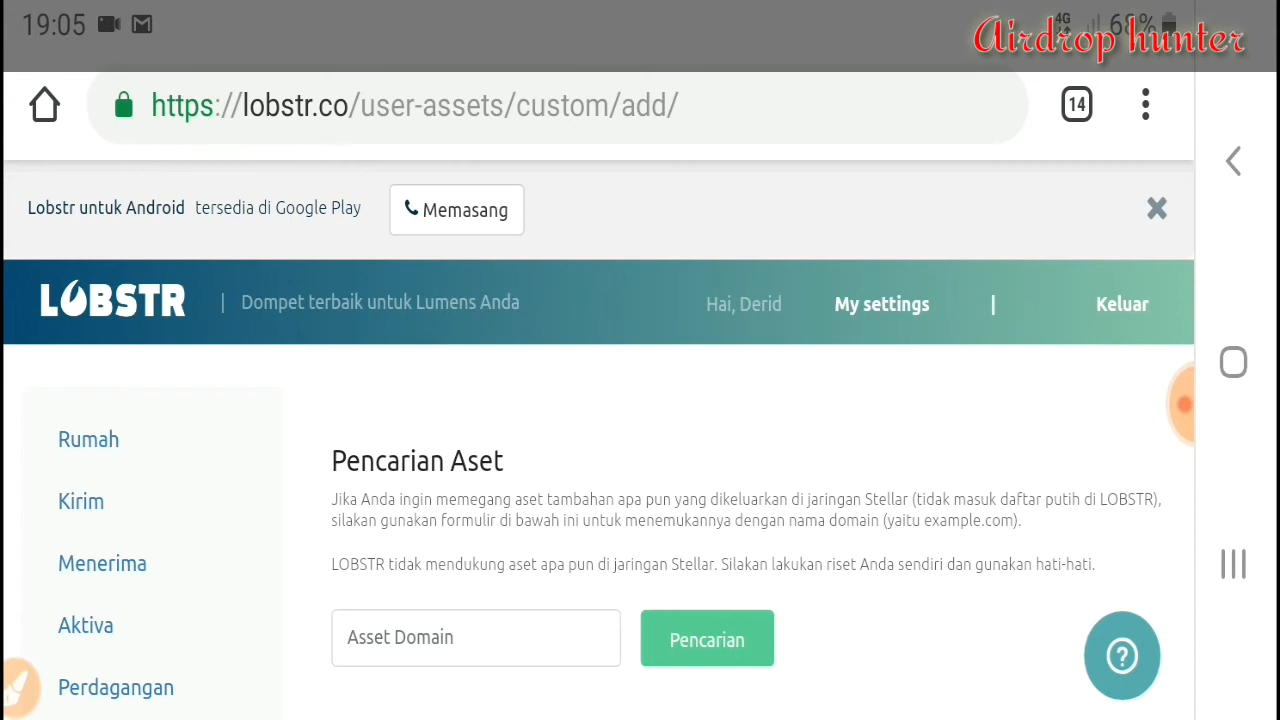 19:05
4G 68%
Airdrop hunter
https://lobstr.co/user-assets/custom/add/
14
Lobstr untuk Android tersedia di Google Play Memasang
LOBSTR | Dompet terbaik untuk Lumens Anda Hai, Derid My settings | Keluar
Rumah
Kirim
Menerima
Aktiva
Perdagangan
Pencarian Aset
Jika Anda ingin memegang aset tambahan apa pun yang dikeluarkan di jaringan Stellar (tidak masuk daftar putih di LOBSTR),
silakan gunakan formulir di bawah ini untuk menemukannya dengan nama domain (yaitu example.com).
LOBSTR tidak mendukung aset apa pun di jaringan Stellar. Silakan lakukan riset Anda sendiri dan gunakan hati-hati.
Asset Domain Pencarian
?